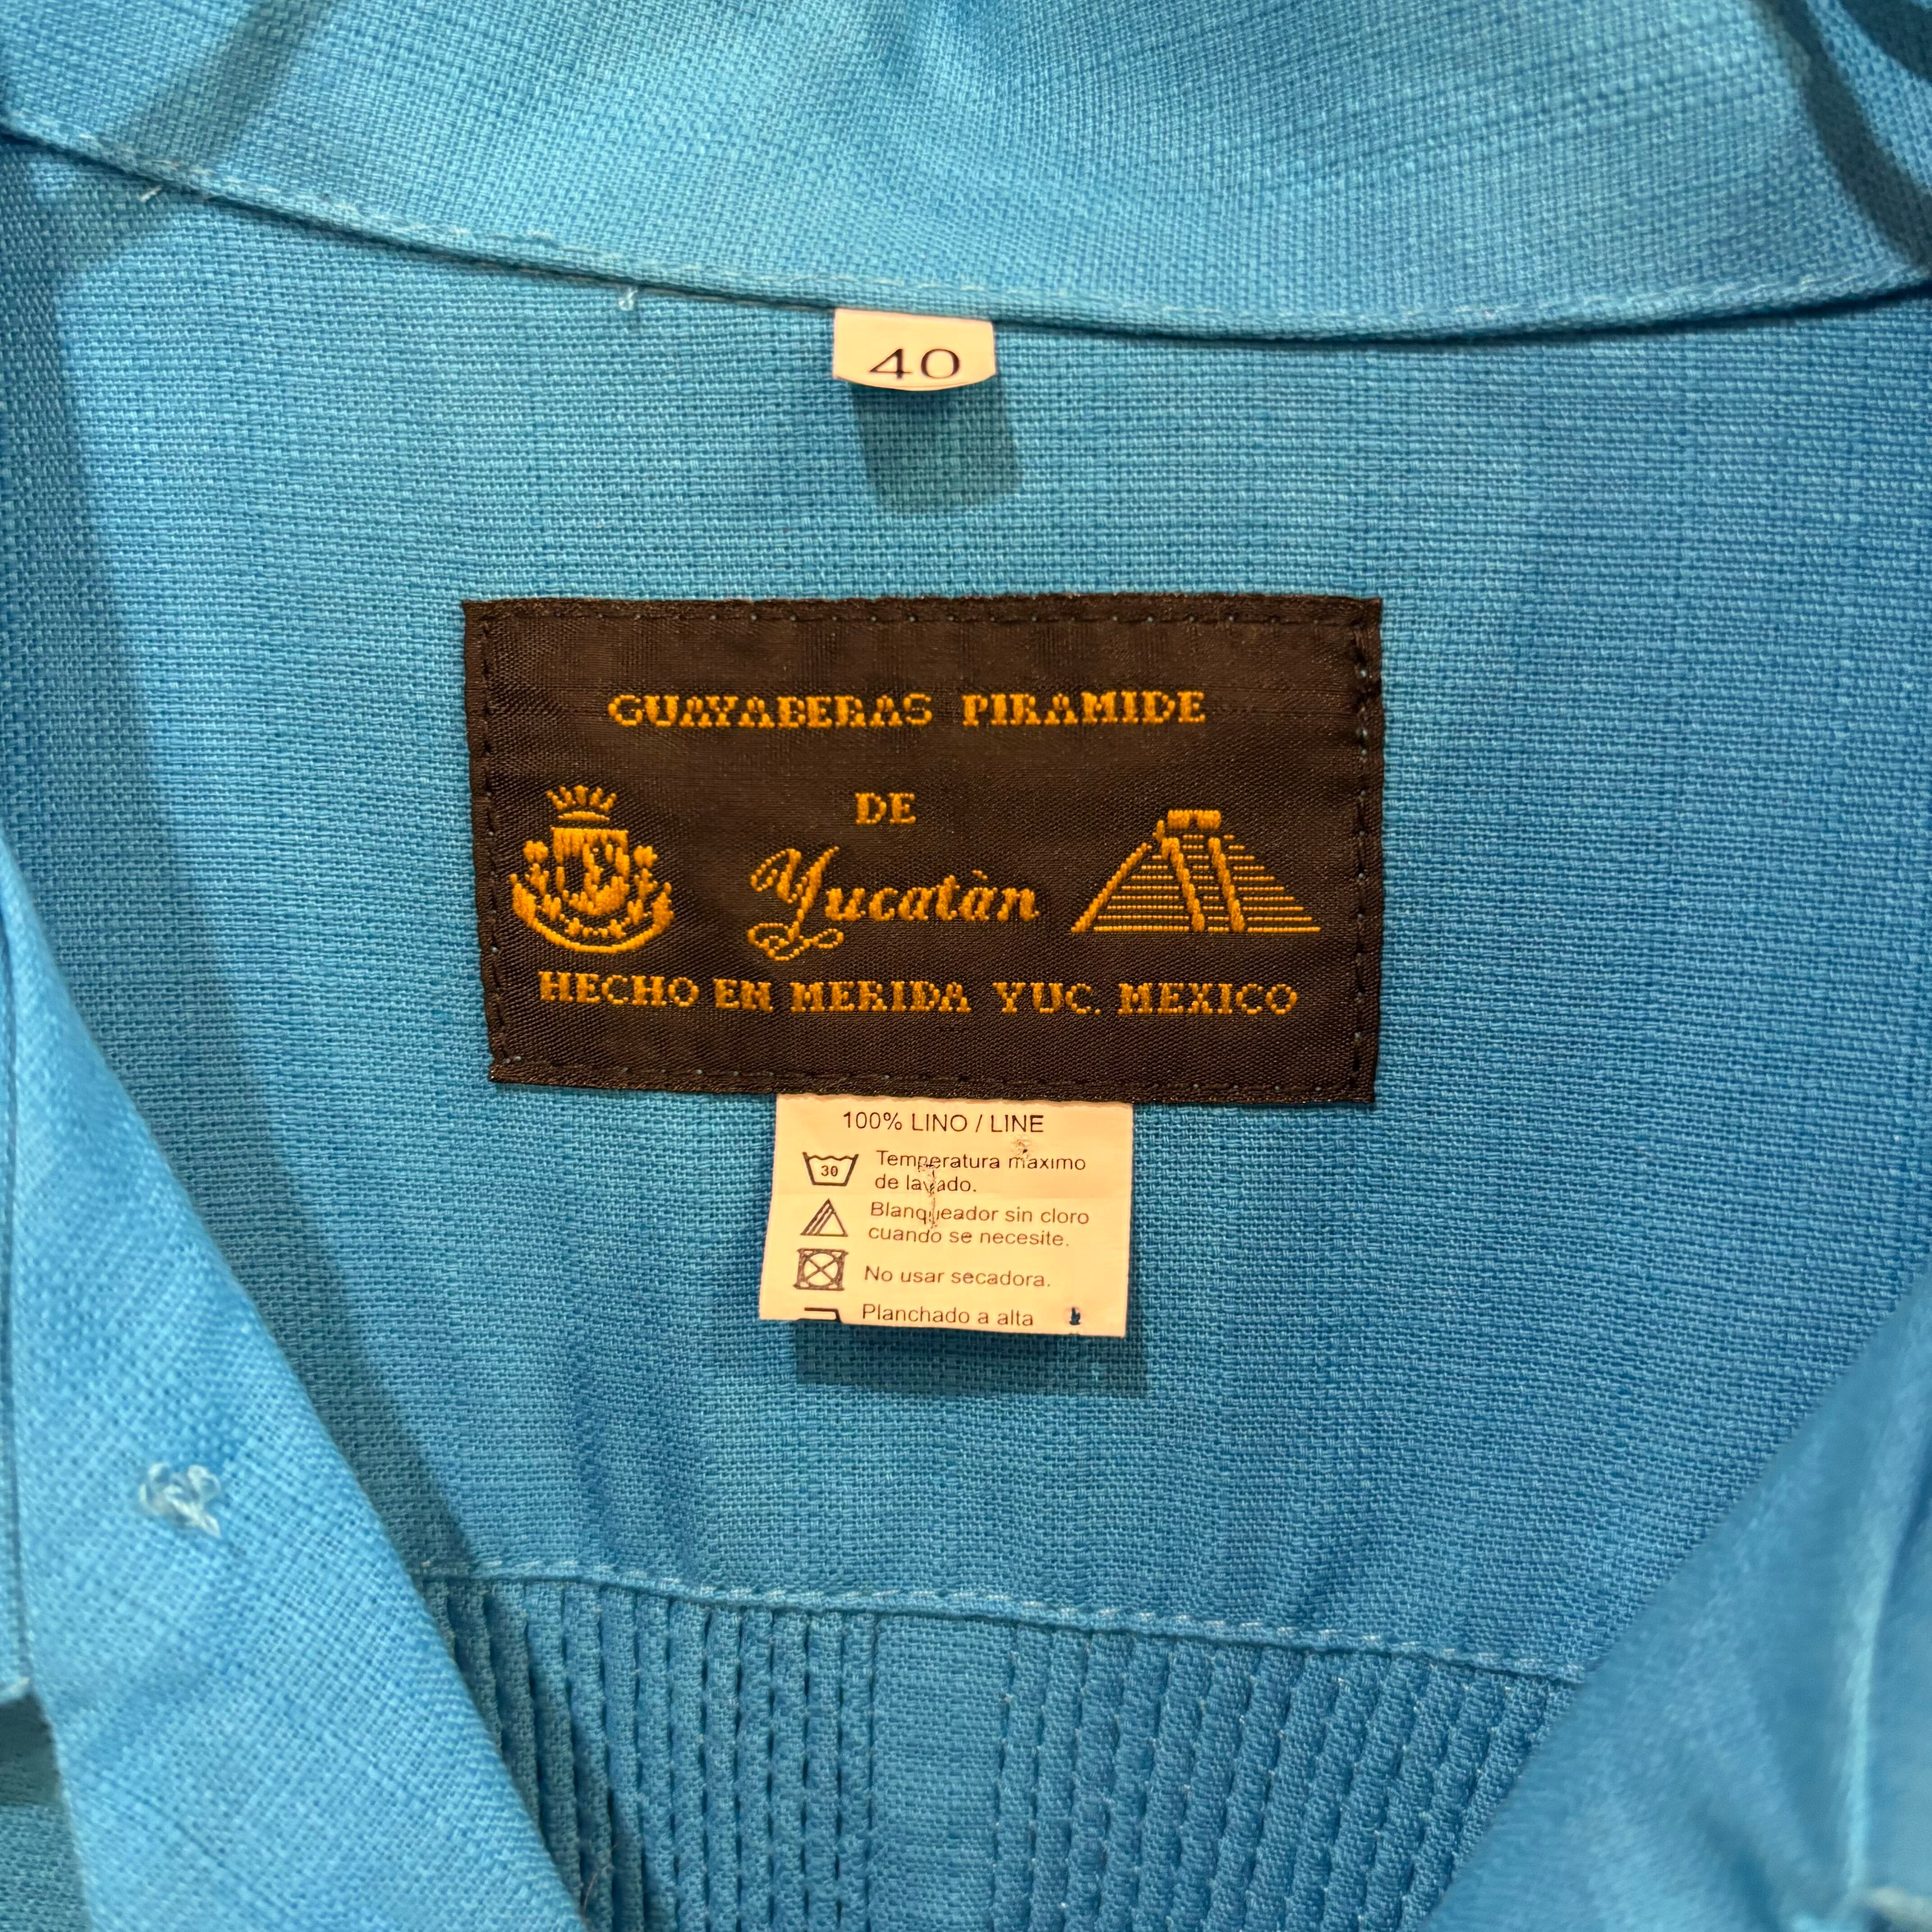 40
GUAYABERAS PIRAMIDE
DE
Yucatàn
HECHO EN MERIDA YUC. MEXICO
100% LINO / LINE
30
Temperatura máximo
de lavado.
Blanqueador sin cloro
cuando se necesite.
No usar secadora.
Planchado a alta